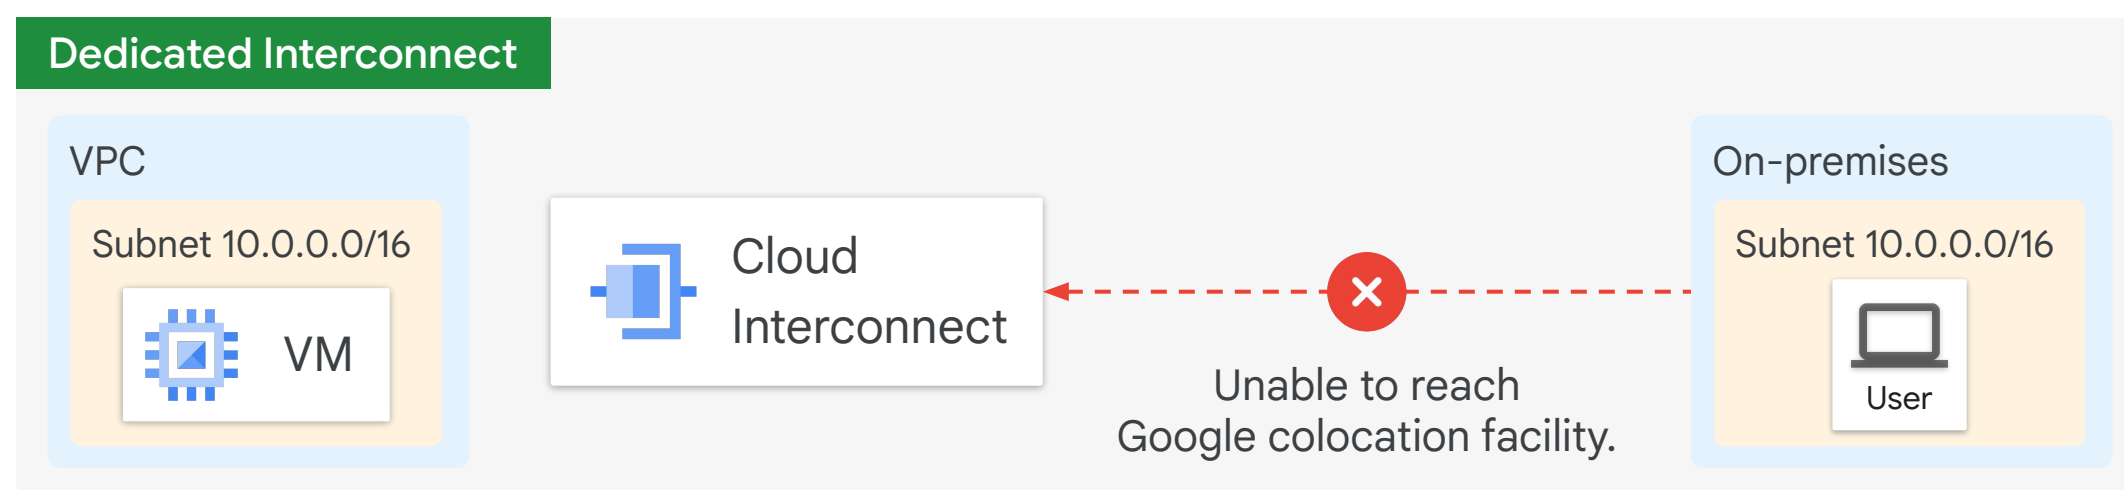 Dedicated Interconnect
VPC
Subnet 10.0.0.0/16
VM
Cloud
Interconnect
Unable to reach
Google colocation facility.
On-premises
Subnet 10.0.0.0/16
User